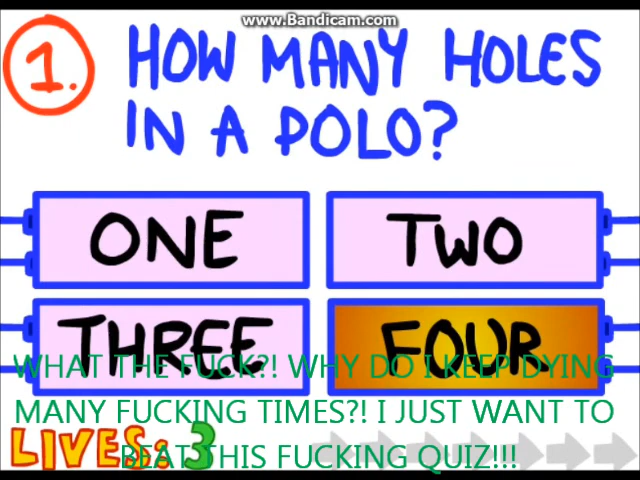 www.Bandicam.com
1. HOW MANY HOLES
IN A POLO?
ONE
TWO
THREE
FOUR
WHAT THE FUCK?! WHY DO I KEEP DYING
MANY FUCKING TIMES?! I JUST WANT TO
BEAT THIS FUCKING QUIZ!!!
LIVES: 3